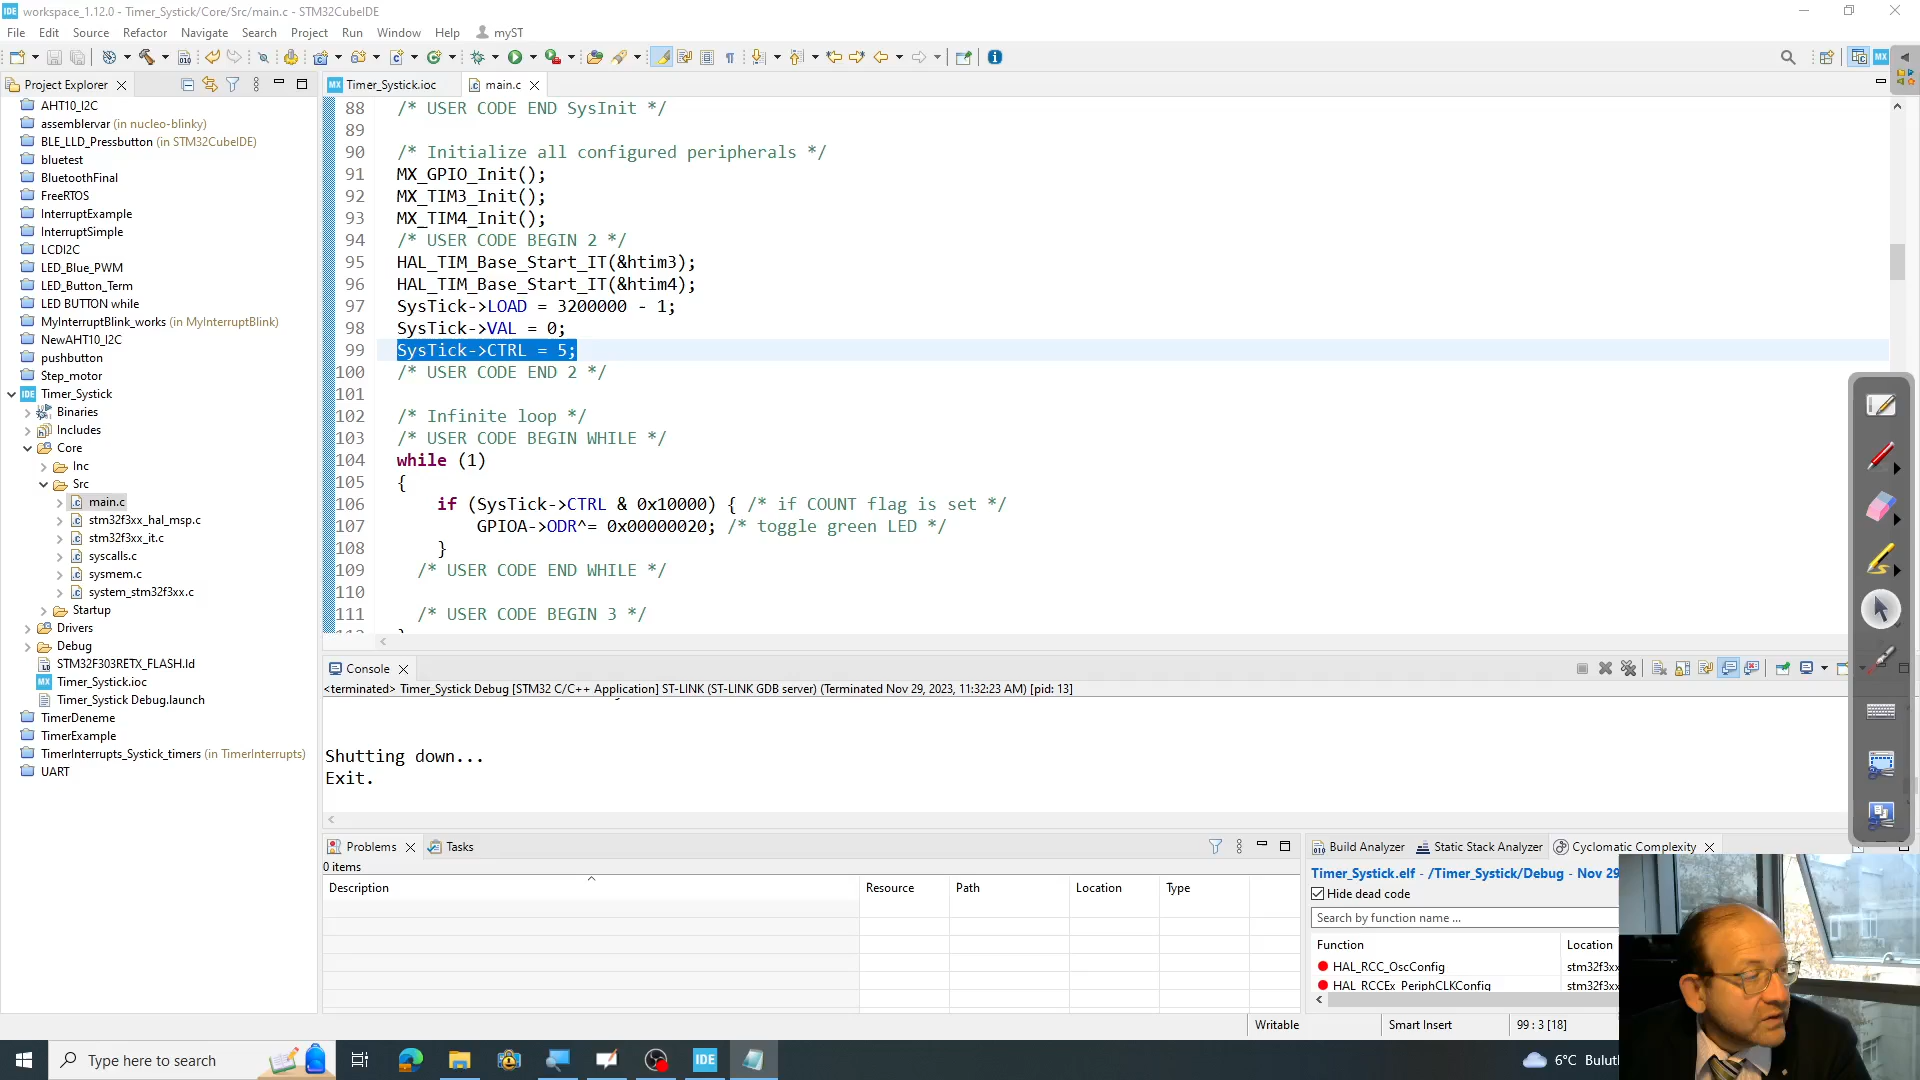 workspace_1.12.0 - Timer_Systick/Core/Src/main.c - STM32CubeIDE
File Edit Source Refactor Navigate Search Project Run Window Help myST
Project Explorer
AHT10_I2C
assemblervar (in nucleo-blinky)
BLE_LLD_Pressbutton (in STM32CubeIDE)
bluetest
BluetoothFinal
FreeRTOS
InterruptExample
InterruptSimple
LCDI2C
LED_Blue_PWM
LED_Button_Term
LED BUTTON while
MyInterruptBlink_works (in MyInterruptBlink)
NewAHT10_I2C
pushbutton
Step_motor
Timer_Systick
Binaries
Includes
Core
Inc
Src
main.c
stm32f3xx_hal_msp.c
stm32f3xx_it.c
syscalls.c
sysmem.c
system_stm32f3xx.c
Startup
Drivers
Debug
STM32F303RETX_FLASH.ld
Timer_Systick.ioc
Timer_Systick Debug.launch
TimerDeneme
TimerExample
TimerInterrupts_Systick_timers (in TimerInterrupts)
UART
Timer_Systick.ioc main.c
88 /* USER CODE END SysInit */
89
90 /* Initialize all configured peripherals */
91 MX_GPIO_Init();
92 MX_TIM3_Init();
93 MX_TIM4_Init();
94 /* USER CODE BEGIN 2 */
95 HAL_TIM_Base_Start_IT(&htim3);
96 HAL_TIM_Base_Start_IT(&htim4);
97 SysTick->LOAD = 3200000 - 1;
98 SysTick->VAL = 0;
99 SysTick->CTRL = 5;
100 /* USER CODE END 2 */
101
102 /* Infinite loop */
103 /* USER CODE BEGIN WHILE */
104 while (1)
105 {
106 if (SysTick->CTRL & 0x10000) { /* if COUNT flag is set */
107 GPIOA->ODR^= 0x00000020; /* toggle green LED */
108 }
109 /* USER CODE END WHILE */
110
111 /* USER CODE BEGIN 3 */
Console
<terminated> Timer_Systick Debug [STM32 C/C++ Application] ST-LINK (ST-LINK GDB server) (Terminated Nov 29, 2023, 11:32:23 AM) [pid: 13]
Shutting down...
Exit.
Problems Tasks
0 items
Description Resource Path Location Type
Build Analyzer Static Stack Analyzer Cyclomatic Complexity
Timer_Systick.elf - /Timer_Systick/Debug - Nov 29
Hide dead code
Search by function name ...
Function Location
HAL_RCC_OscConfig stm32f3xx
HAL_RCCEx_PeriphCLKConfig stm32f3xx
Writable Smart Insert 99 : 3 [18]
Type here to search
IDE
6°C Bulut